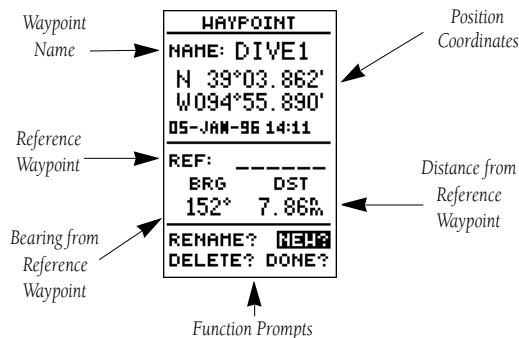 WAYPOINT
NAME: DIVE1
N 39°03.862'
W094°55.890'
05-JAN-96 14:11
REF: ______
BRG DST
152° 7.86nm
RENAME? NEW?
DELETE? DONE?
Waypoint
Name
Reference
Waypoint
Bearing from
Reference
Waypoint
Position
Coordinates
Distance from
Reference
Waypoint
Function Prompts